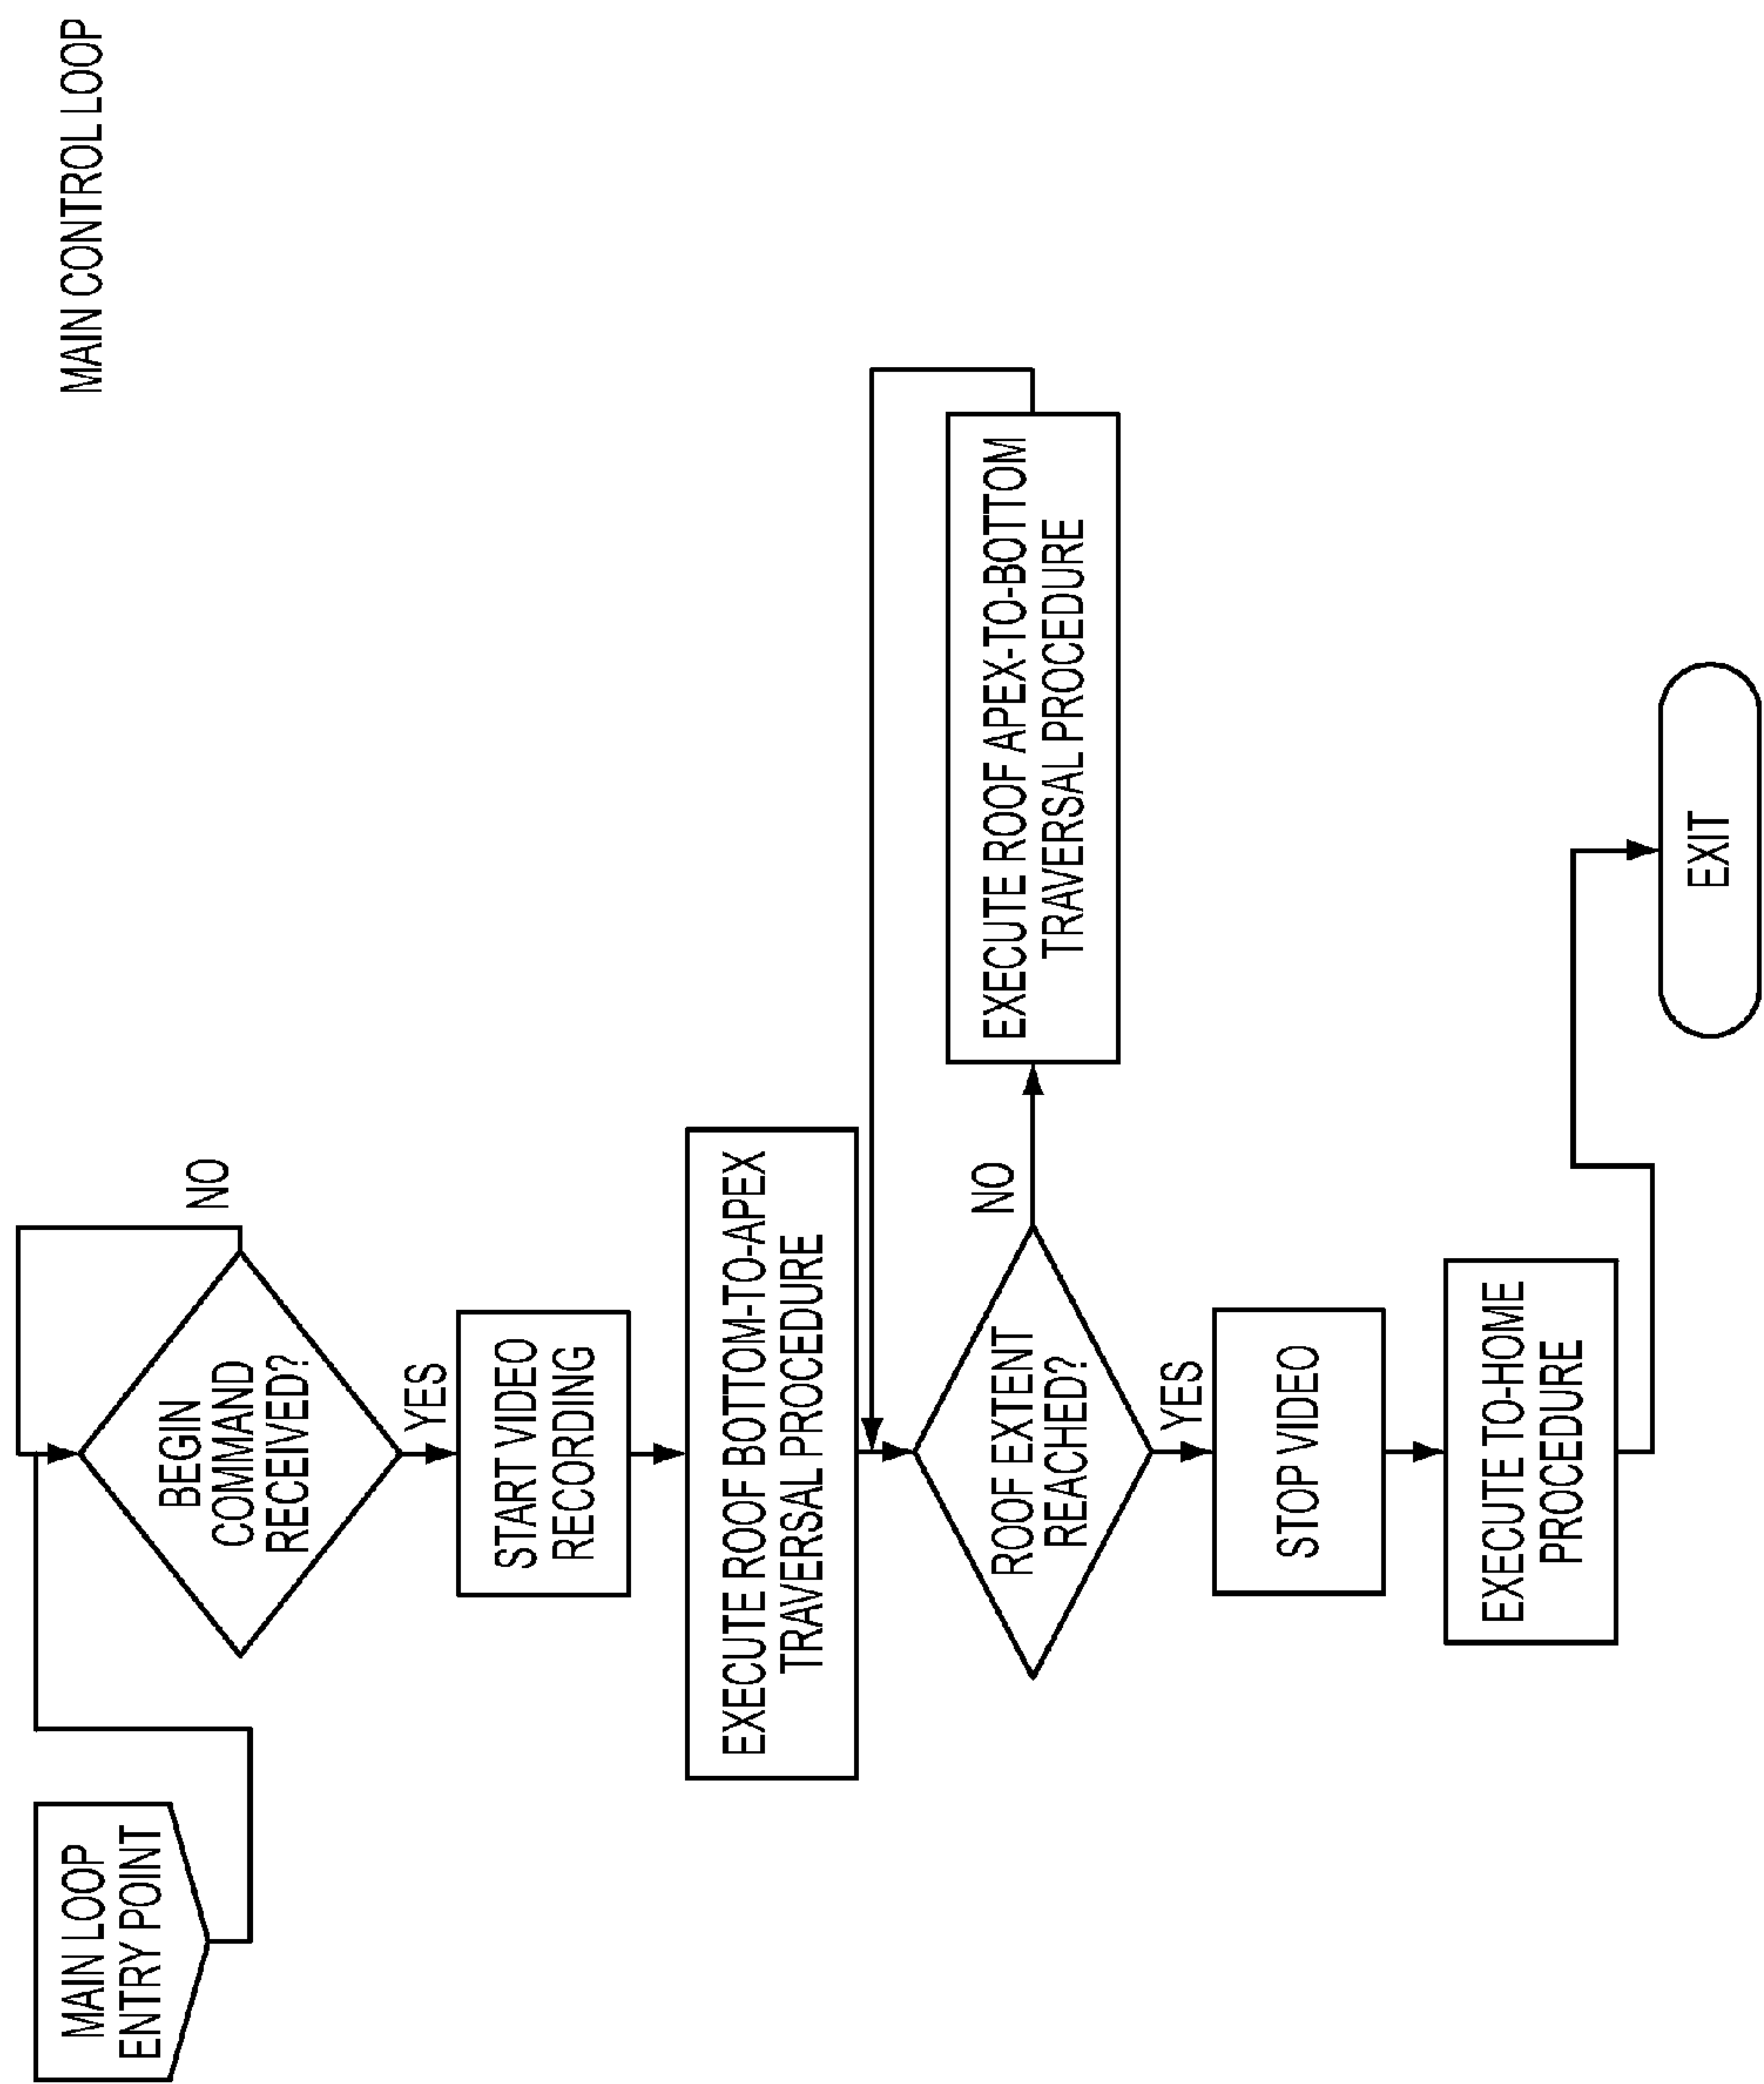 MAIN CONTROL LOOP
MAIN LOOP
ENTRY POINT
BEGIN
COMMAND
RECEIVED?
NO
YES
START VIDEO
RECORDING
EXECUTE ROOF BOTTOM-TO-APEX
TRAVERSAL PROCEDURE
ROOF EXTENT
REACHED?
NO
EXECUTE ROOF APEX-TO-BOTTOM
TRAVERSAL PROCEDURE
YES
STOP VIDEO
EXECUTE TO-HOME
PROCEDURE
EXIT